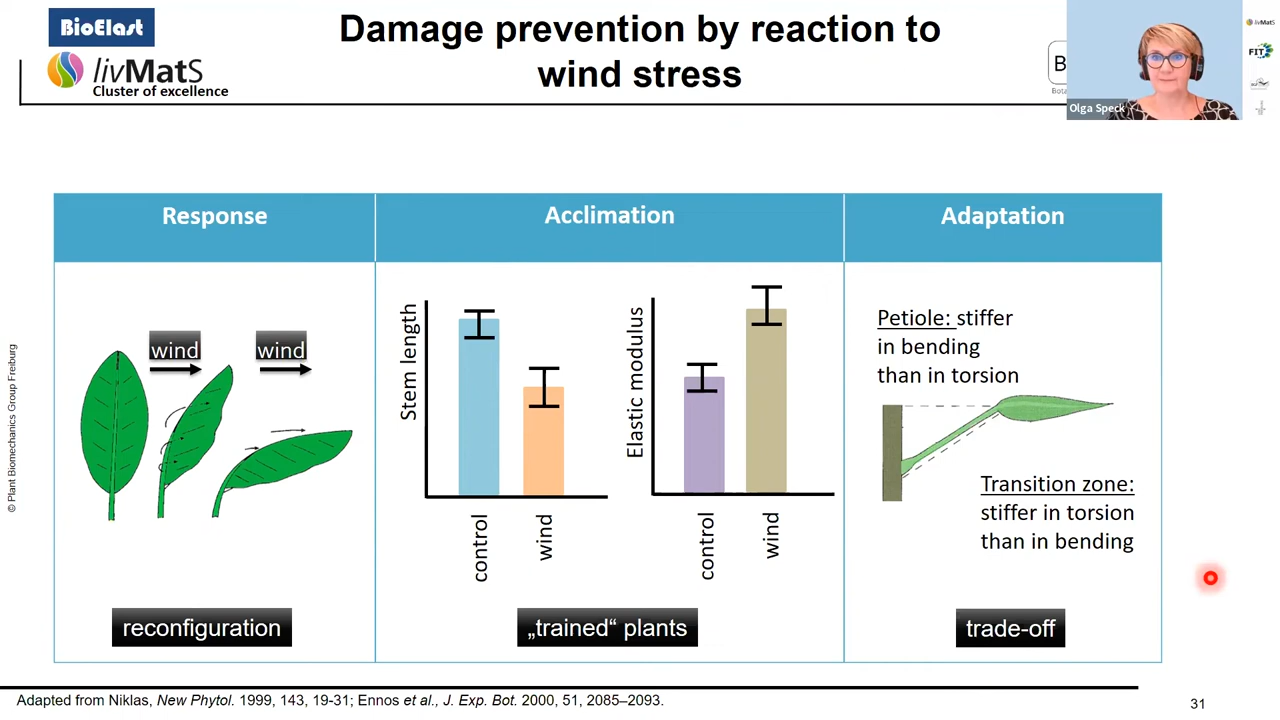 BioElast
livMatS
Cluster of excellence
Damage prevention by reaction to
wind stress
B
Bota
Olga Speck
livMatS
FIT
Response
Acclimation
Adaptation
wind
wind
reconfiguration
Stem length
control
wind
Elastic modulus
control
wind
„trained“ plants
Petiole: stiffer
in bending
than in torsion
Transition zone:
stiffer in torsion
than in bending
trade-off
© Plant Biomechanics Group Freiburg
Adapted from Niklas, New Phytol. 1999, 143, 19-31; Ennos et al., J. Exp. Bot. 2000, 51, 2085–2093.
31